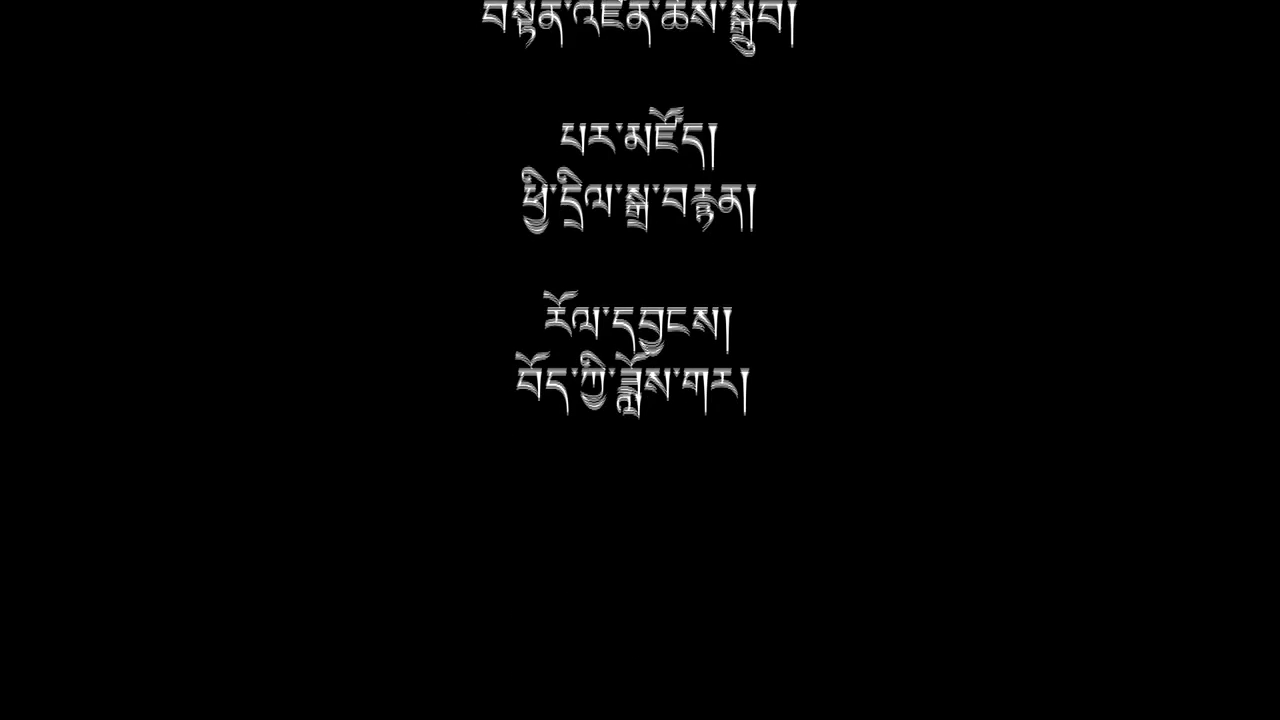 བསྟན་འཛིན་ཆོས་སྒྲུབ།
པར་མཛོད།
ཕྱི་དྲིལ་སྒྲ་བརྟན།
རོལ་དབྱངས།
བོད་ཀྱི་ཟློས་གར།